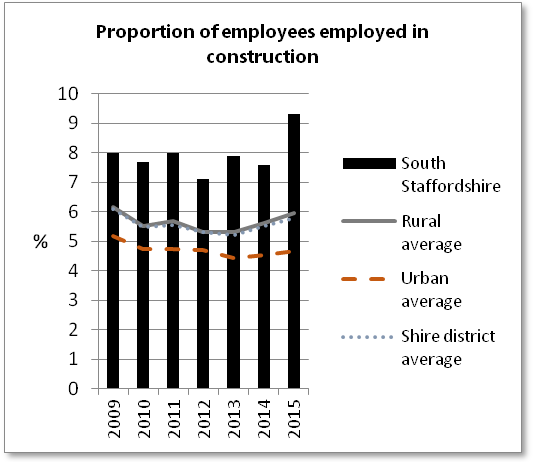 Proportion of employees employed in
construction
10
9
8
7
6
5
4
3
2
1
0
%
2009
2010
2011
2012
2013
2014
2015
South
Staffordshire
Rural
average
Urban
average
Shire district
average